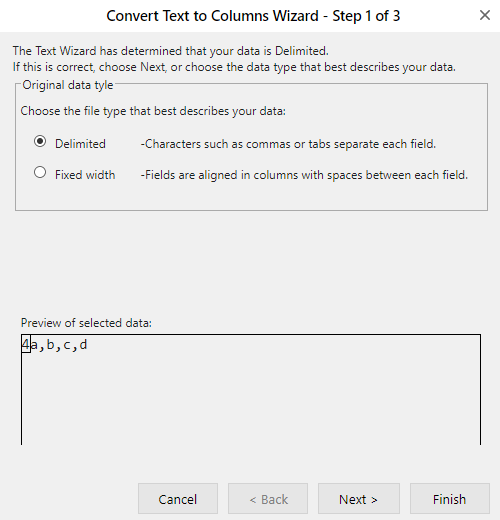 Convert Text to Columns Wizard - Step 1 of 3
The Text Wizard has determined that your data is Delimited.
If this is correct, choose Next, or choose the data type that best describes your data.
Original data tyle
Choose the file type that best describes your data:
Delimited -Characters such as commas or tabs separate each field.
Fixed width -Fields are aligned in columns with spaces between each field.
Preview of selected data:
4a,b,c,d
Cancel < Back Next > Finish